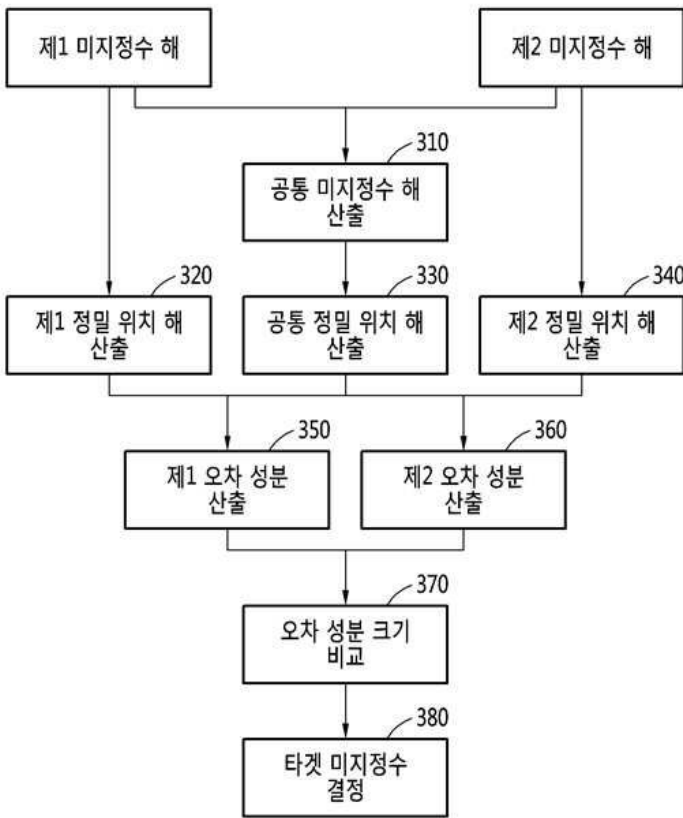 제1 미지정수 해
제2 미지정수 해
310
공통 미지정수 해
산출
320
제1 정밀 위치 해
산출
330
공통 정밀 위치 해
산출
340
제2 정밀 위치 해
산출
350
제1 오차 성분
산출
360
제2 오차 성분
산출
370
오차 성분 크기
비교
380
타겟 미지정수
결정